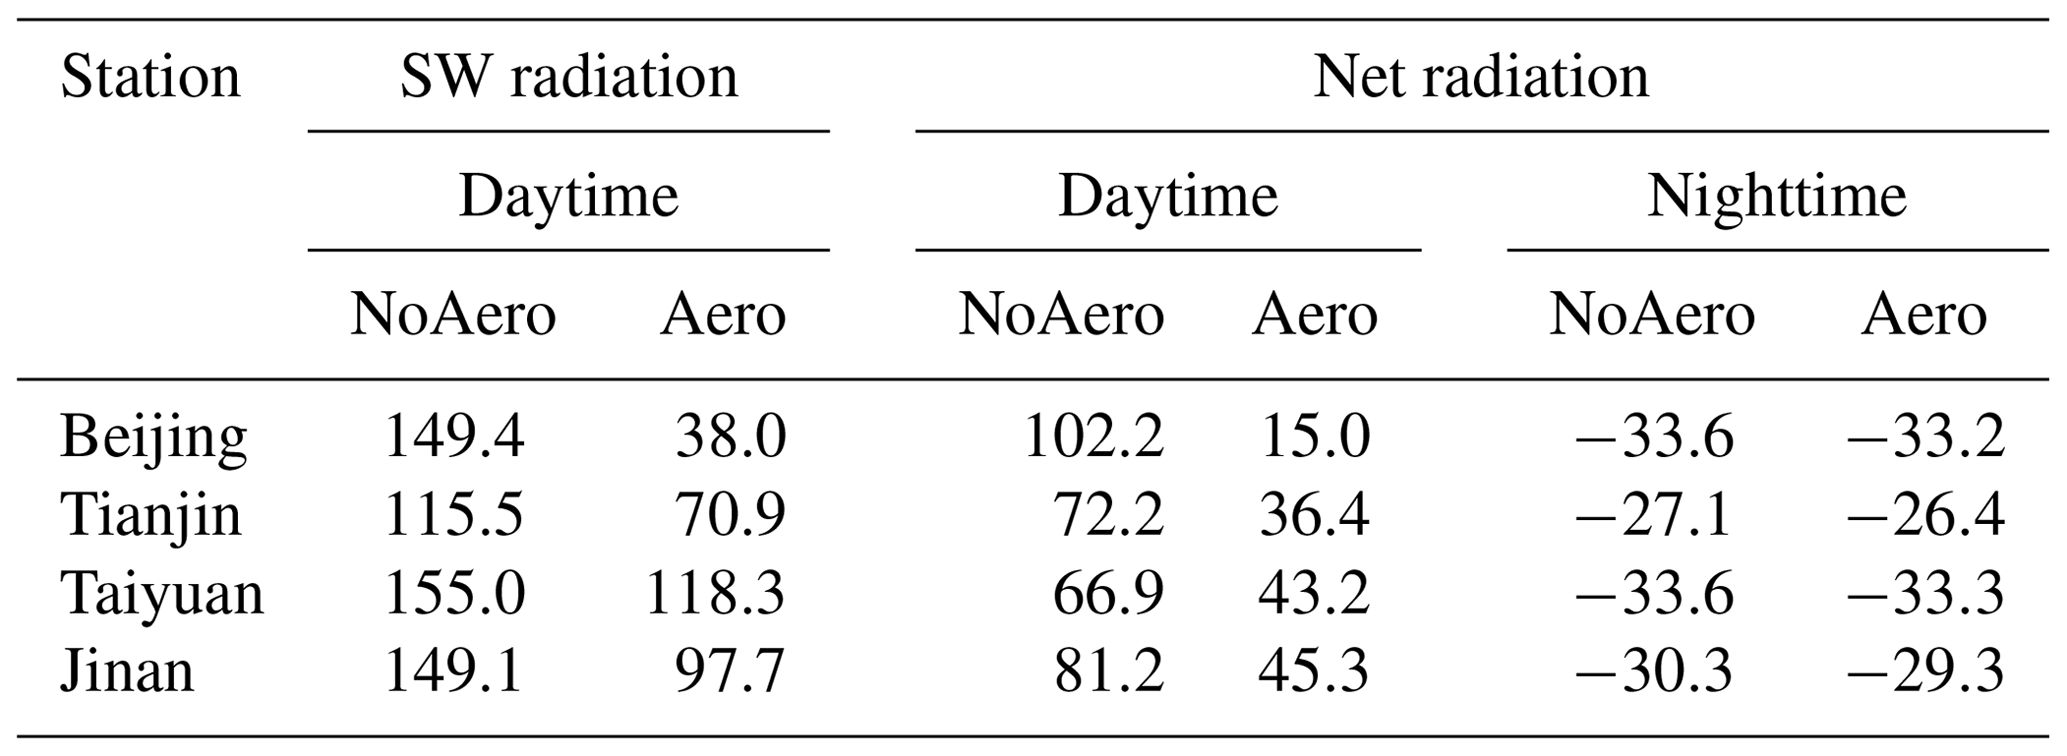 Station SW radiation Net radiation
Daytime Daytime Nighttime
NoAero Aero NoAero Aero NoAero Aero
Beijing 149.4 38.0 102.2 15.0 −33.6 −33.2
Tianjin 115.5 70.9 72.2 36.4 −27.1 −26.4
Taiyuan 155.0 118.3 66.9 43.2 −33.6 −33.3
Jinan 149.1 97.7 81.2 45.3 −30.3 −29.3